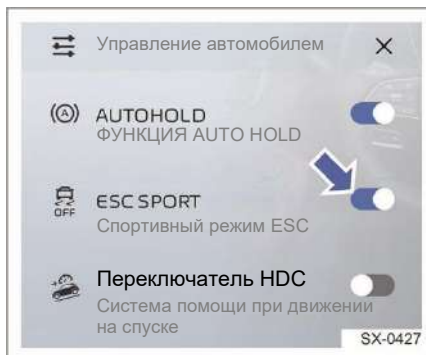 Управление автомобилем
AUTOHOLD
ФУНКЦИЯ AUTO HOLD
OFF
ESC SPORT
Спортивный режим ESC
Переключатель HDC
Система помощи при движении
на спуске
SX-0427